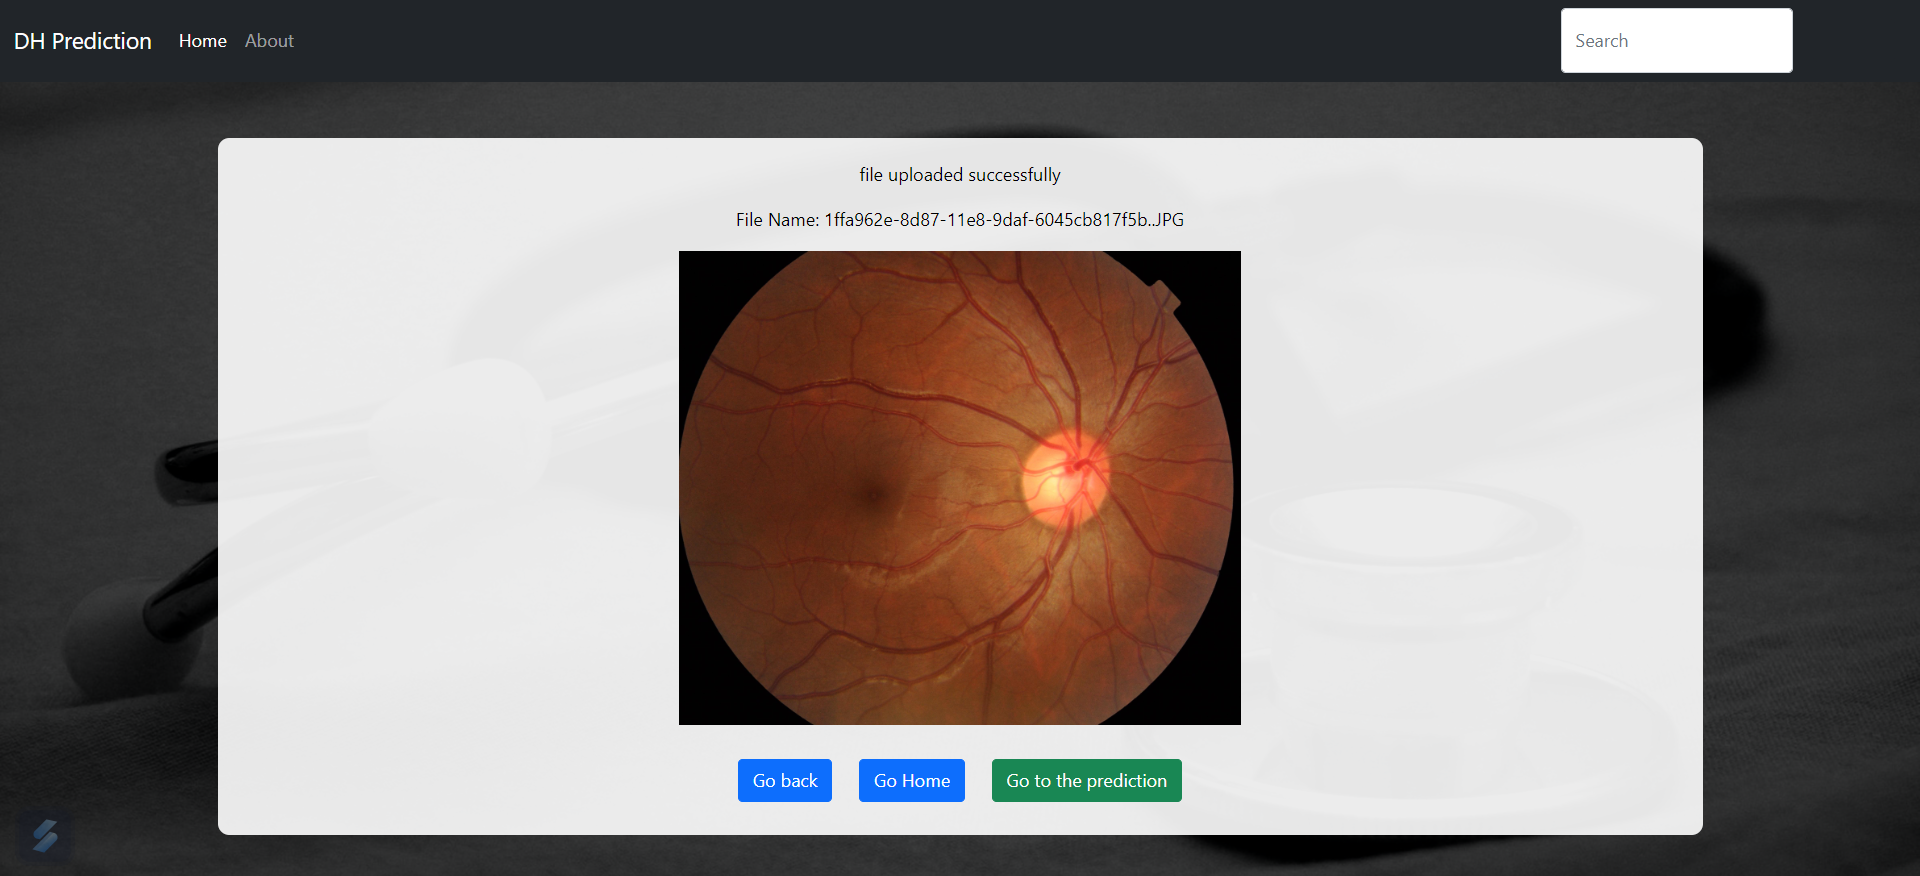 DH Prediction Home About Search
file uploaded successfully
File Name: 1ffa962e-8d87-11e8-9daf-6045cb817f5b..JPG
Go back Go Home Go to the prediction